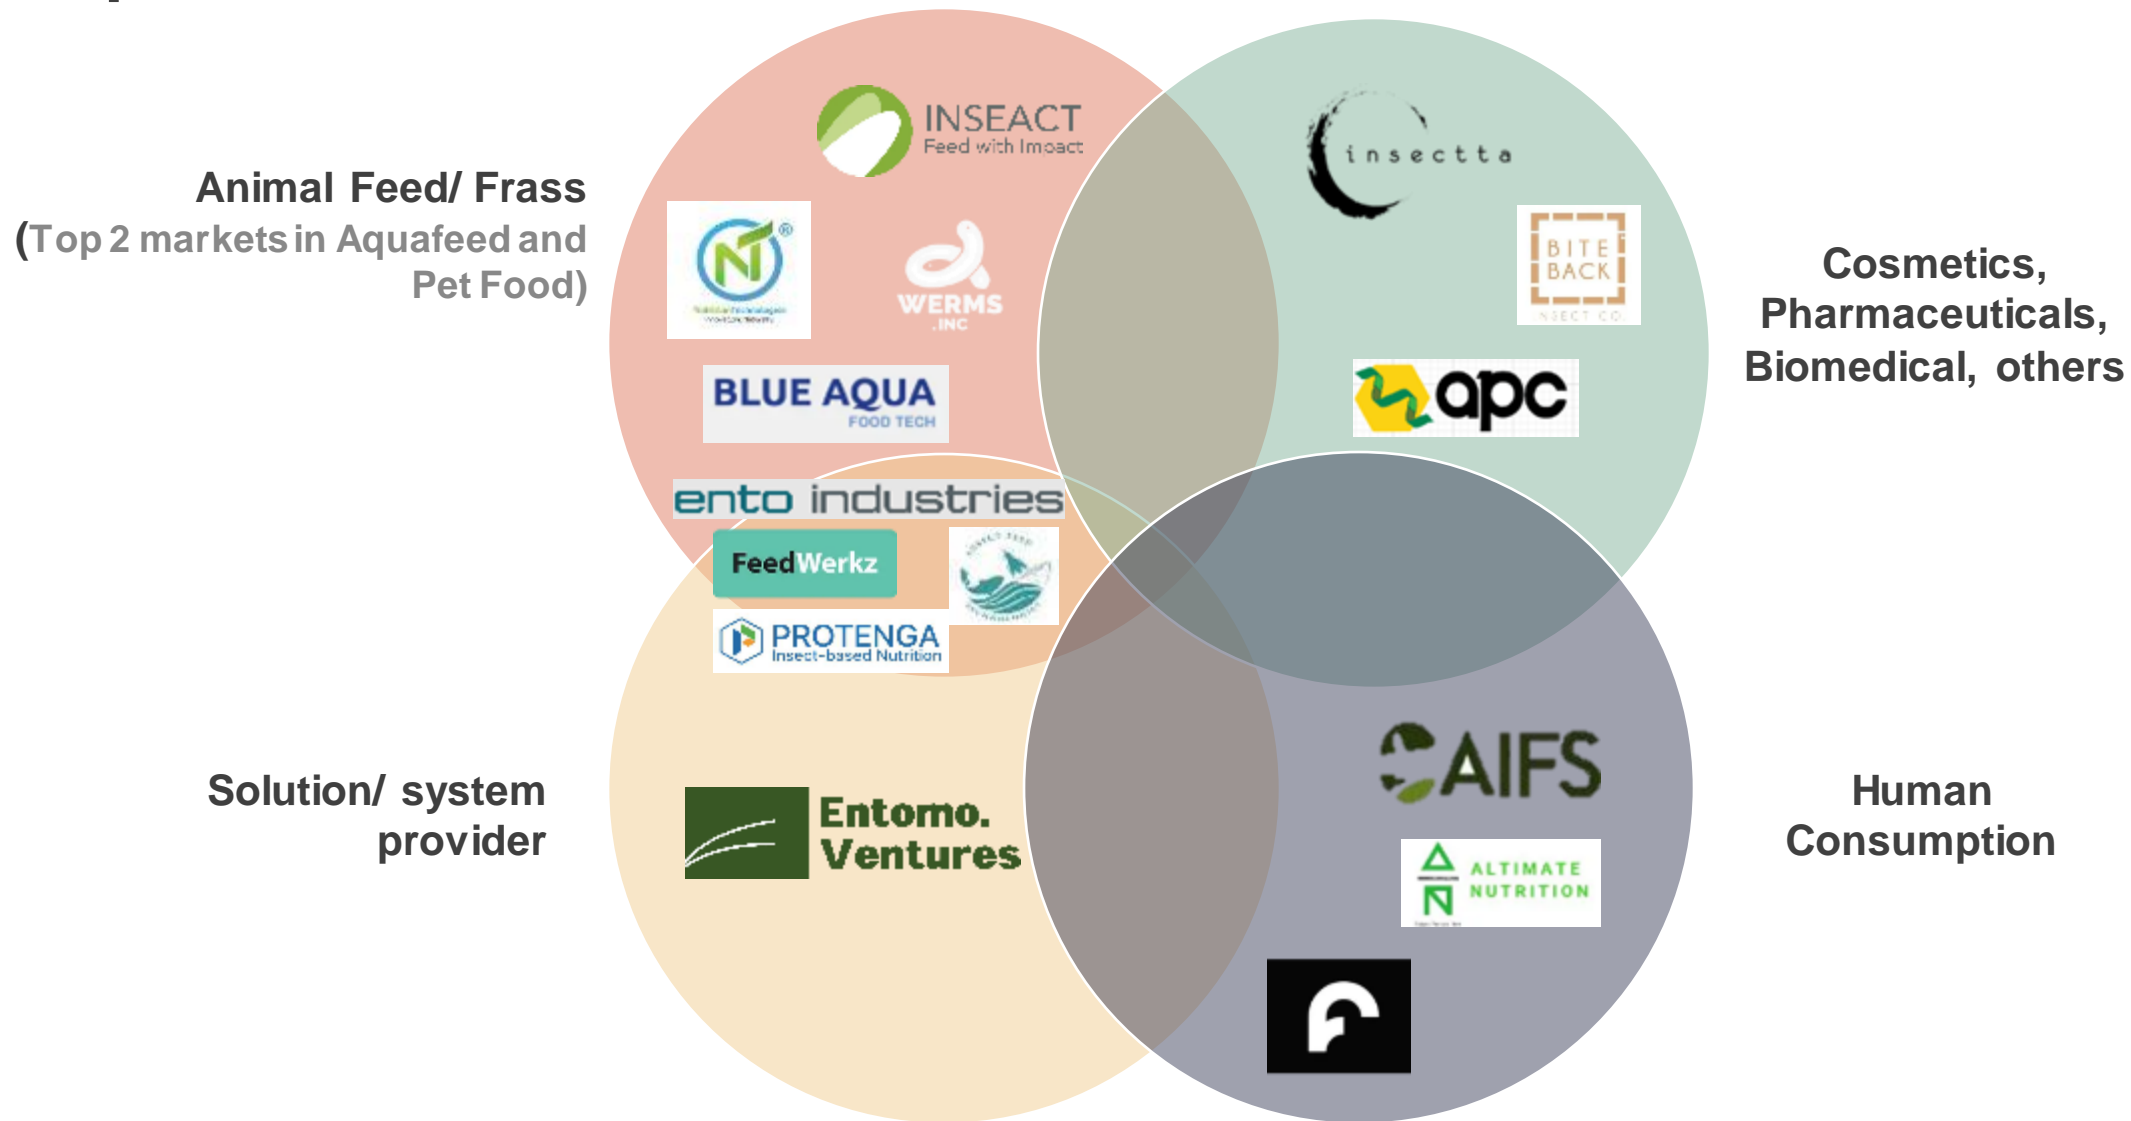 Animal Feed/ Frass
(Top 2 markets in Aquafeed and
Pet Food)
INSEACT
Feed with Impact
NT
®
WERMS
.INC
BLUE AQUA
FOOD TECH
insectta
BITE
BACK
INSECT CO.
apc
Cosmetics,
Pharmaceuticals,
Biomedical, others
ento industries
FeedWerkz
PROTENGA
Insect-based Nutrition
Solution/ system
provider
Entomo.
Ventures
AIFS
ALTIMATE
NUTRITION
Human
Consumption